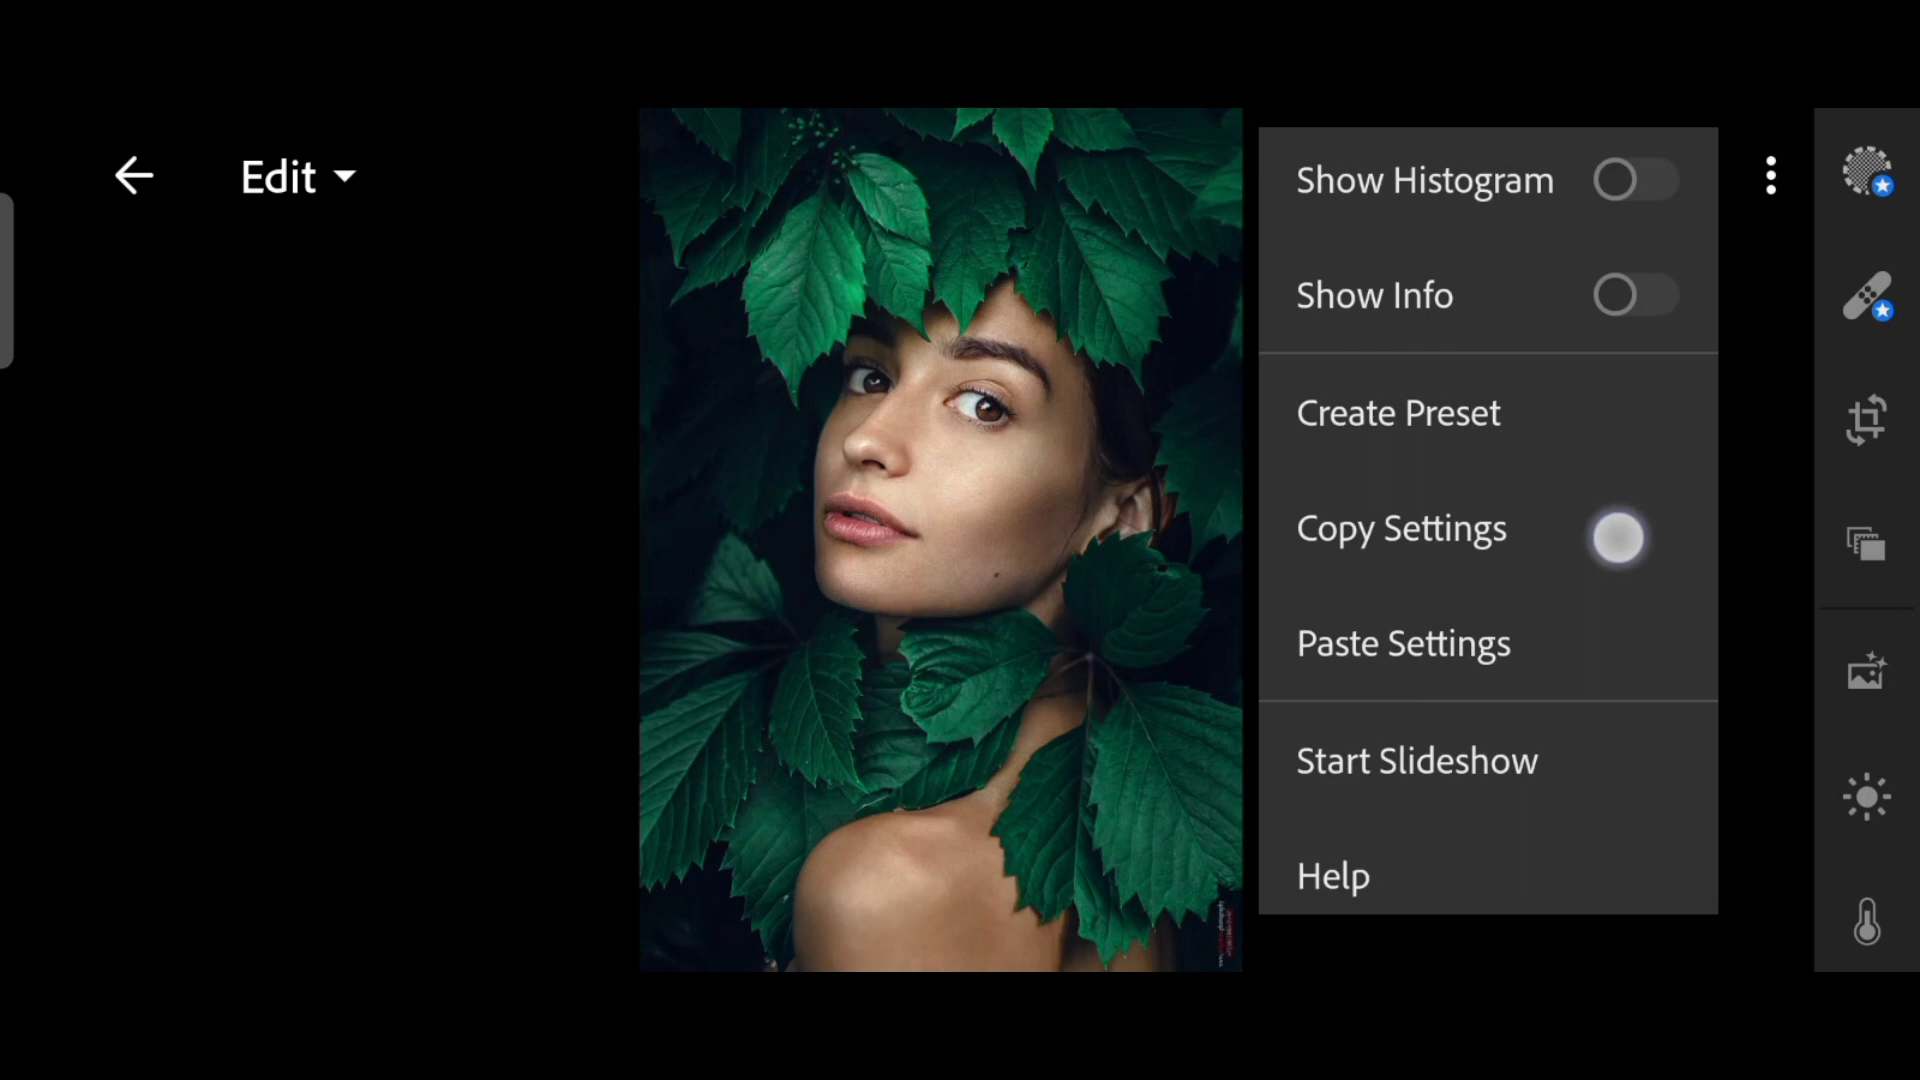 Edit
Show Histogram
Show Info
Create Preset
Copy Settings
Paste Settings
Start Slideshow
Help